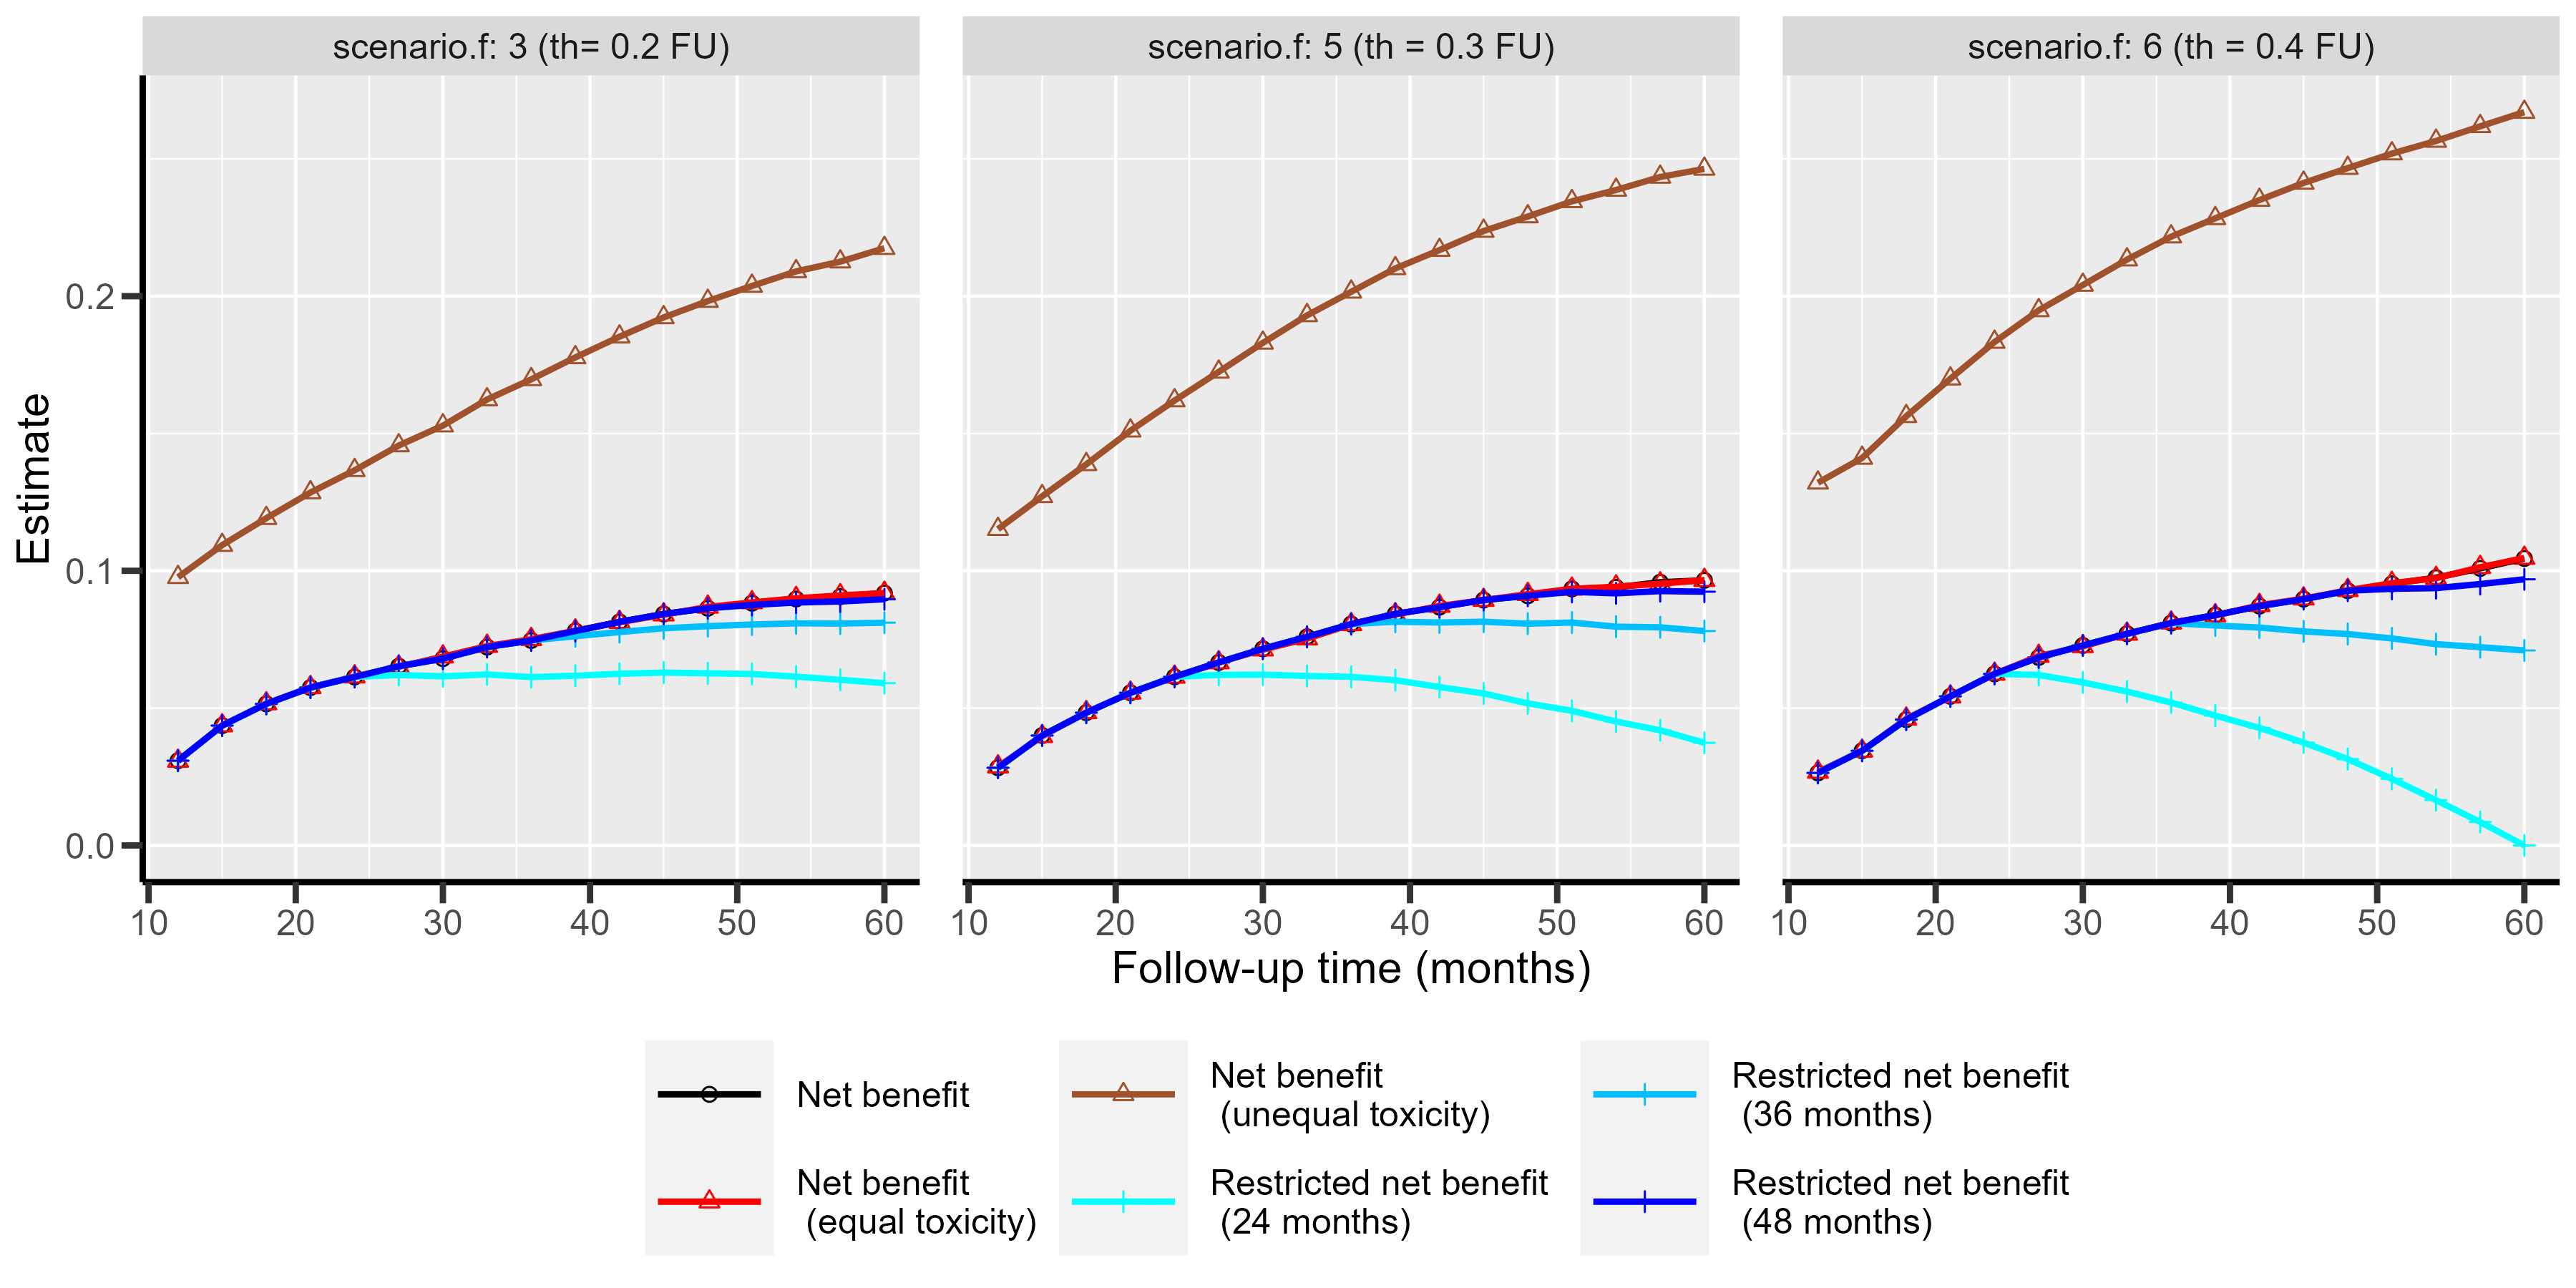 scenario.f: 3 (th= 0.2 FU)
scenario.f: 5 (th = 0.3 FU)
scenario.f: 6 (th = 0.4 FU)
Estimate
0.2
0.1
0.0
10 20 30 40 50 60
10 20 30 40 50 60
10 20 30 40 50 60
Follow-up time (months)
Net benefit
Net benefit
(equal toxicity)
Net benefit
(unequal toxicity)
Restricted net benefit
(24 months)
Restricted net benefit
(36 months)
Restricted net benefit
(48 months)